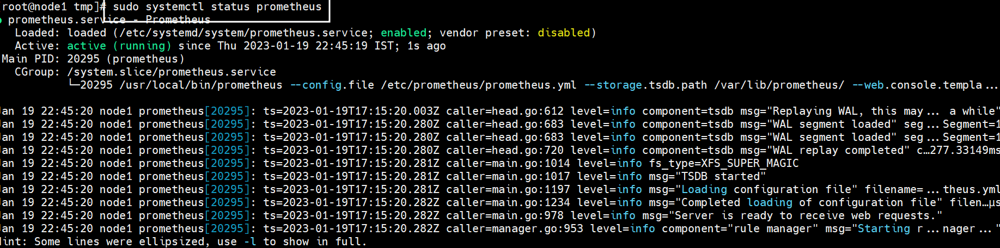 root@node1 tmp]# sudo systemctl status prometheus
● prometheus.service - Prometheus
Loaded: loaded (/etc/systemd/system/prometheus.service; enabled; vendor preset: disabled)
Active: active (running) since Thu 2023-01-19 22:45:19 IST; 1s ago
Main PID: 20295 (prometheus)
CGroup: /system.slice/prometheus.service
└─20295 /usr/local/bin/prometheus --config.file /etc/prometheus/prometheus.yml --storage.tsdb.path /var/lib/prometheus/ --web.console.templa...
Jan 19 22:45:20 node1 prometheus[20295]: ts=2023-01-19T17:15:20.003Z caller=head.go:612 level=info component=tsdb msg="Replaying WAL, this may... a while"
Jan 19 22:45:20 node1 prometheus[20295]: ts=2023-01-19T17:15:20.280Z caller=head.go:683 level=info component=tsdb msg="WAL segment loaded" seg...Segment=1
Jan 19 22:45:20 node1 prometheus[20295]: ts=2023-01-19T17:15:20.280Z caller=head.go:683 level=info component=tsdb msg="WAL segment loaded" seg...Segment=1
Jan 19 22:45:20 node1 prometheus[20295]: ts=2023-01-19T17:15:20.280Z caller=head.go:720 level=info component=tsdb msg="WAL replay completed" c…277.33149ms
Jan 19 22:45:20 node1 prometheus[20295]: ts=2023-01-19T17:15:20.281Z caller=main.go:1014 level=info fs_type=XFS_SUPER_MAGIC
Jan 19 22:45:20 node1 prometheus[20295]: ts=2023-01-19T17:15:20.281Z caller=main.go:1017 level=info msg="TSDB started"
Jan 19 22:45:20 node1 prometheus[20295]: ts=2023-01-19T17:15:20.281Z caller=main.go:1197 level=info msg="Loading configuration file" filename=...theus.yml
Jan 19 22:45:20 node1 prometheus[20295]: ts=2023-01-19T17:15:20.282Z caller=main.go:1234 level=info msg="Completed loading of configuration file" filen…µs
Jan 19 22:45:20 node1 prometheus[20295]: ts=2023-01-19T17:15:20.282Z caller=main.go:978 level=info msg="Server is ready to receive web requests."
Jan 19 22:45:20 node1 prometheus[20295]: ts=2023-01-19T17:15:20.282Z caller=manager.go:953 level=info component="rule manager" msg="Starting r...nager..."
Hint: Some lines were ellipsized, use -l to show in full.